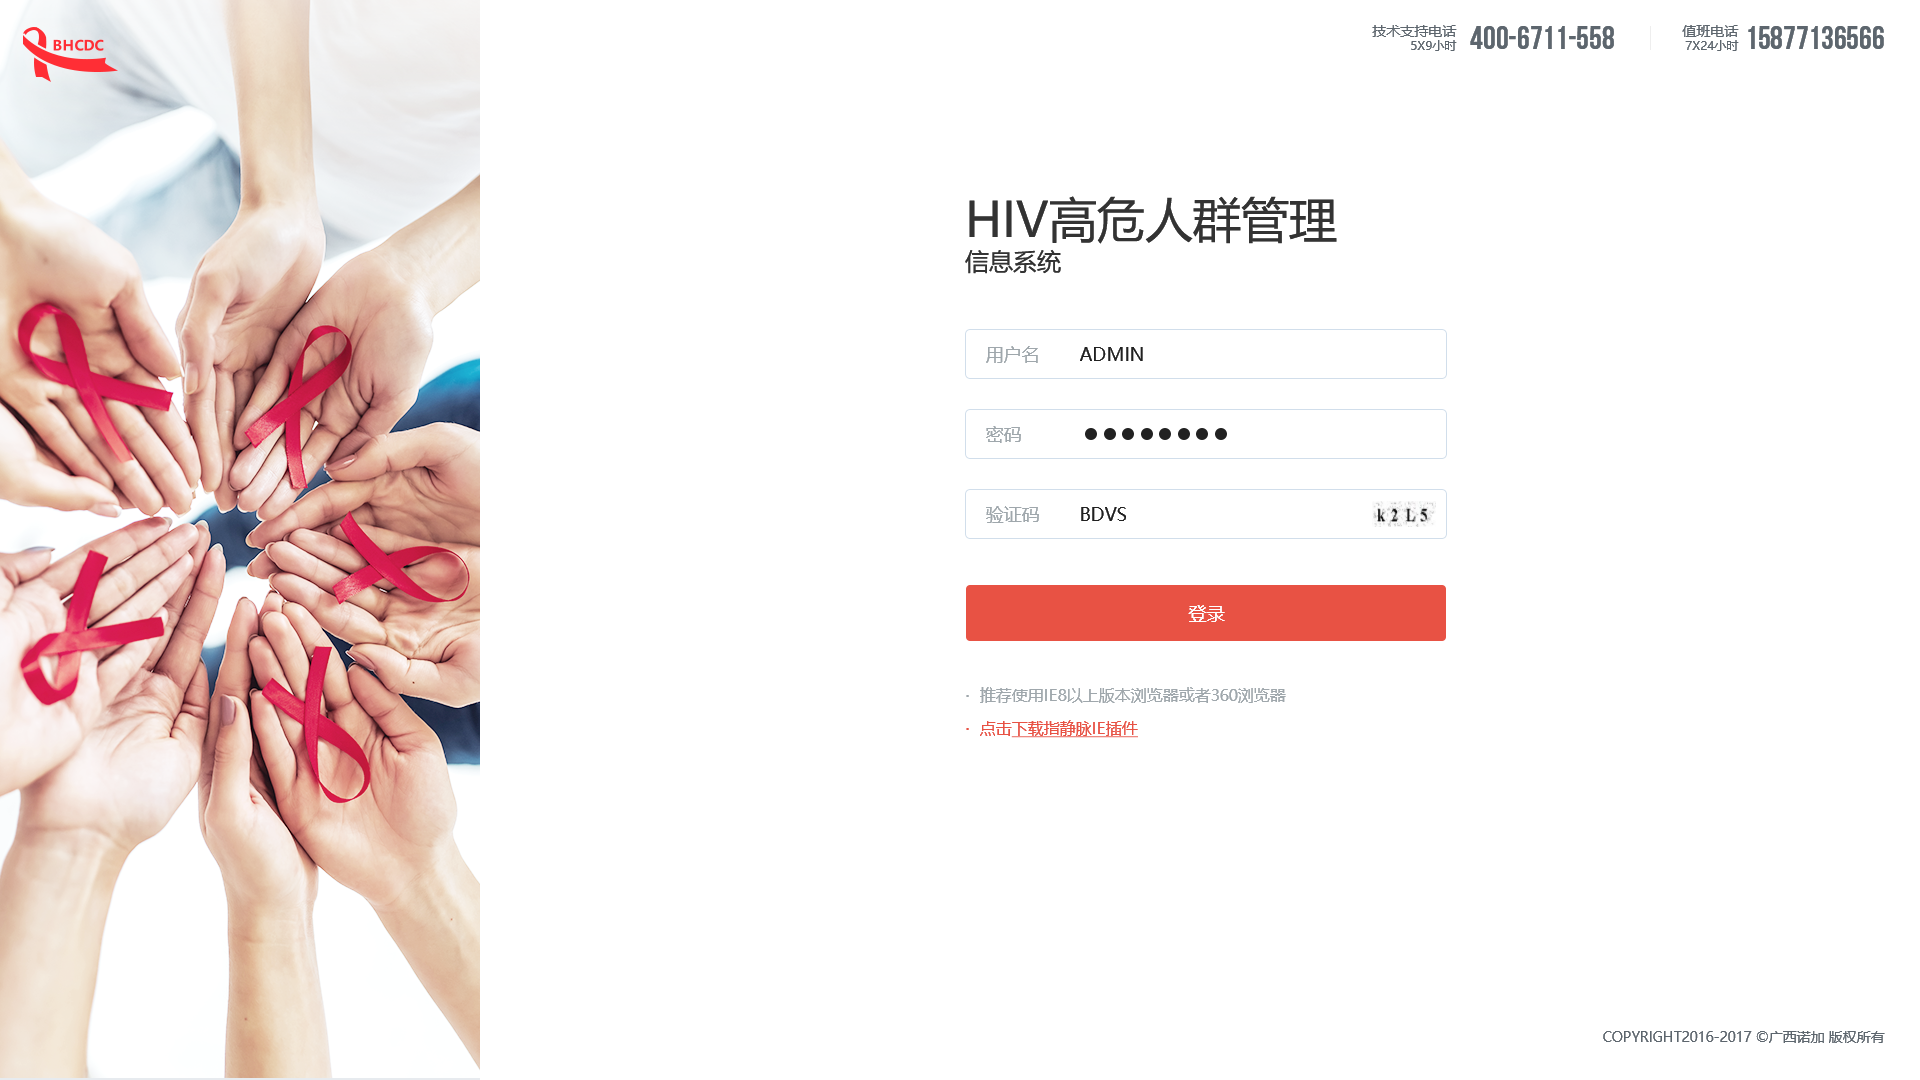 BHCDC
技术支持电话
5X9小时
400-6711-558
值班电话
7X24小时
15877136566
HIV高危人群管理
信息系统
用户名 ADMIN
密码 ●●●●●●●●
验证码 BDVS k2L5
登录
· 推荐使用IE8以上版本浏览器或者360浏览器
· 点击下载指静脉IE插件
COPYRIGHT2016-2017 ©广西诺加 版权所有